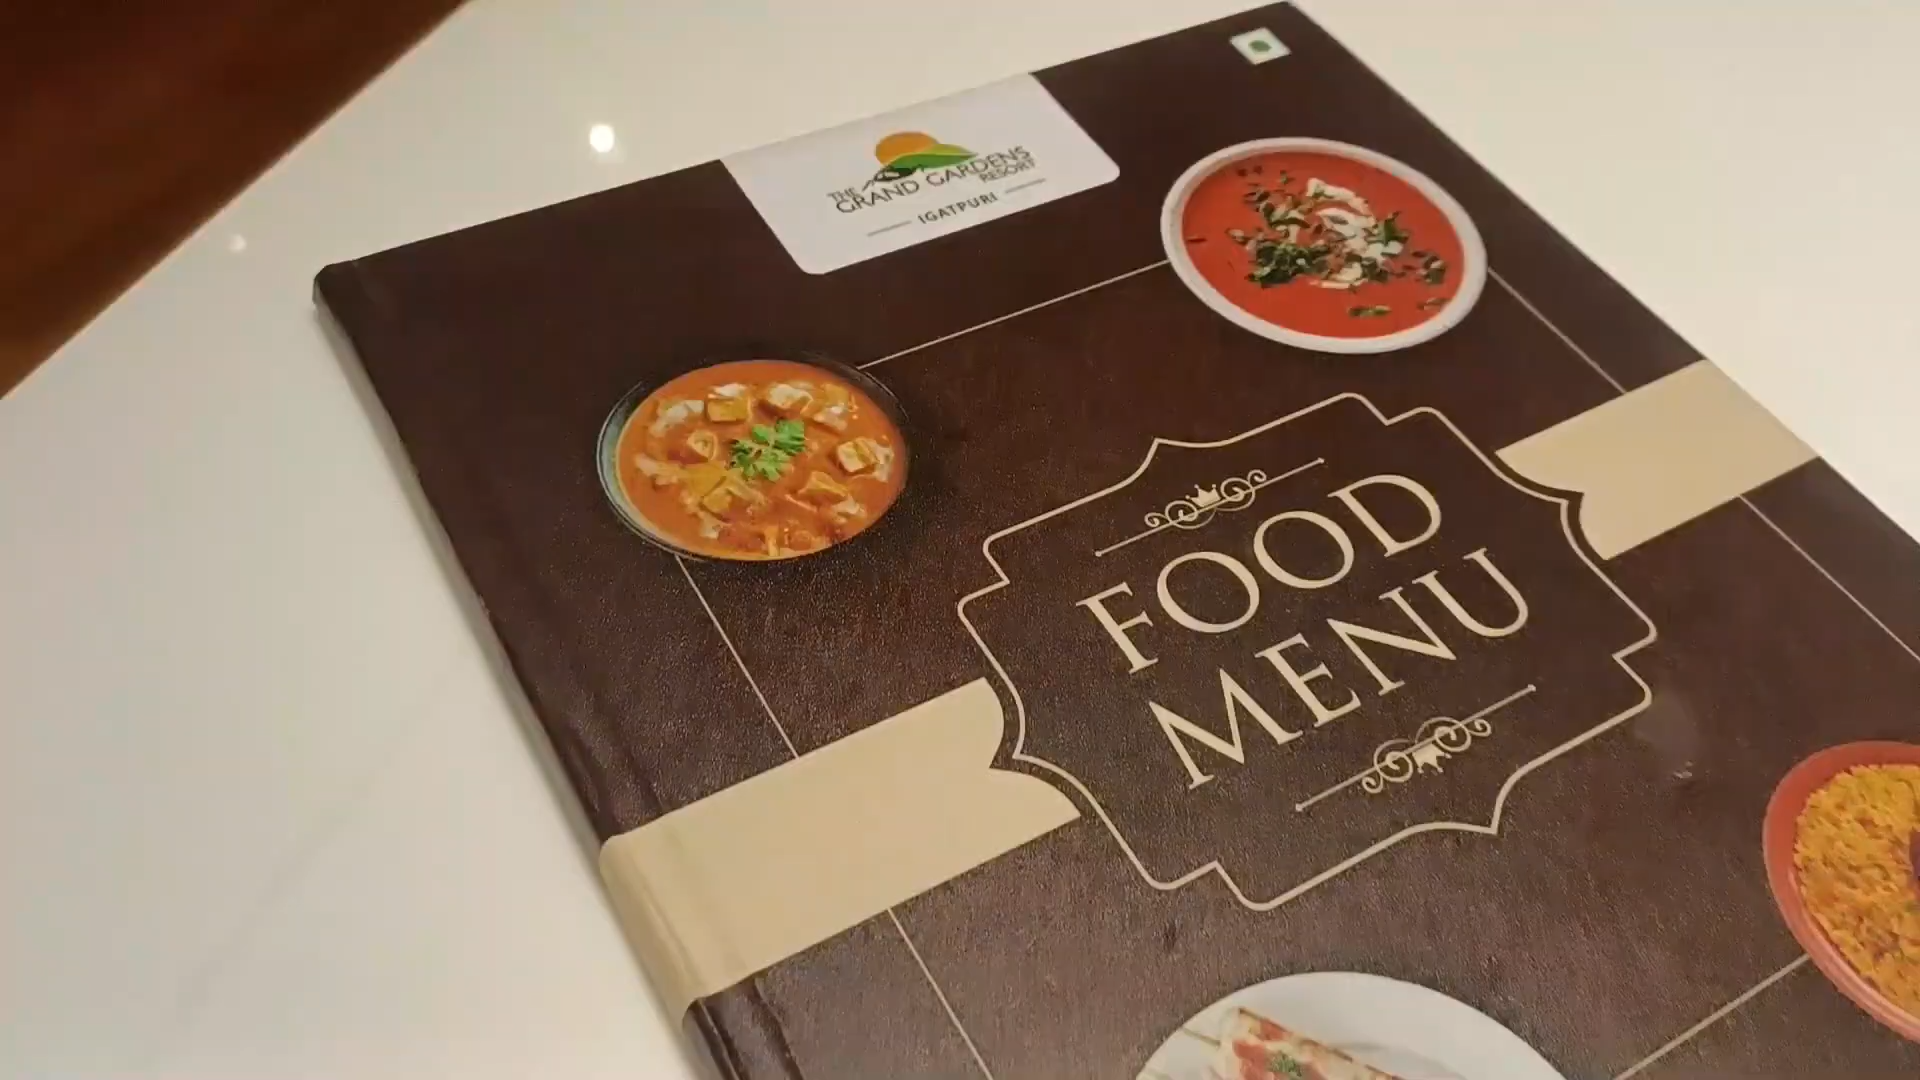 THE
GRAND GARDENS
RESORT
IGATPURI
FOOD
MENU